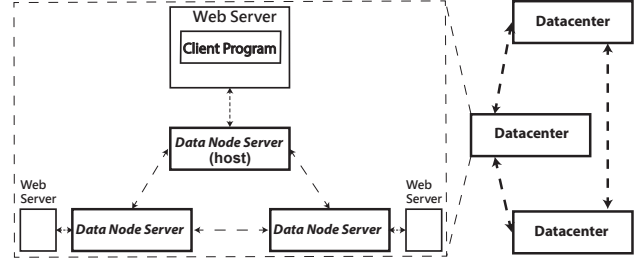 Web Server
Client Program
Data Node Server
(host)
Web
Server
Data Node Server
Data Node Server
Web
Server
Datacenter
Datacenter
Datacenter